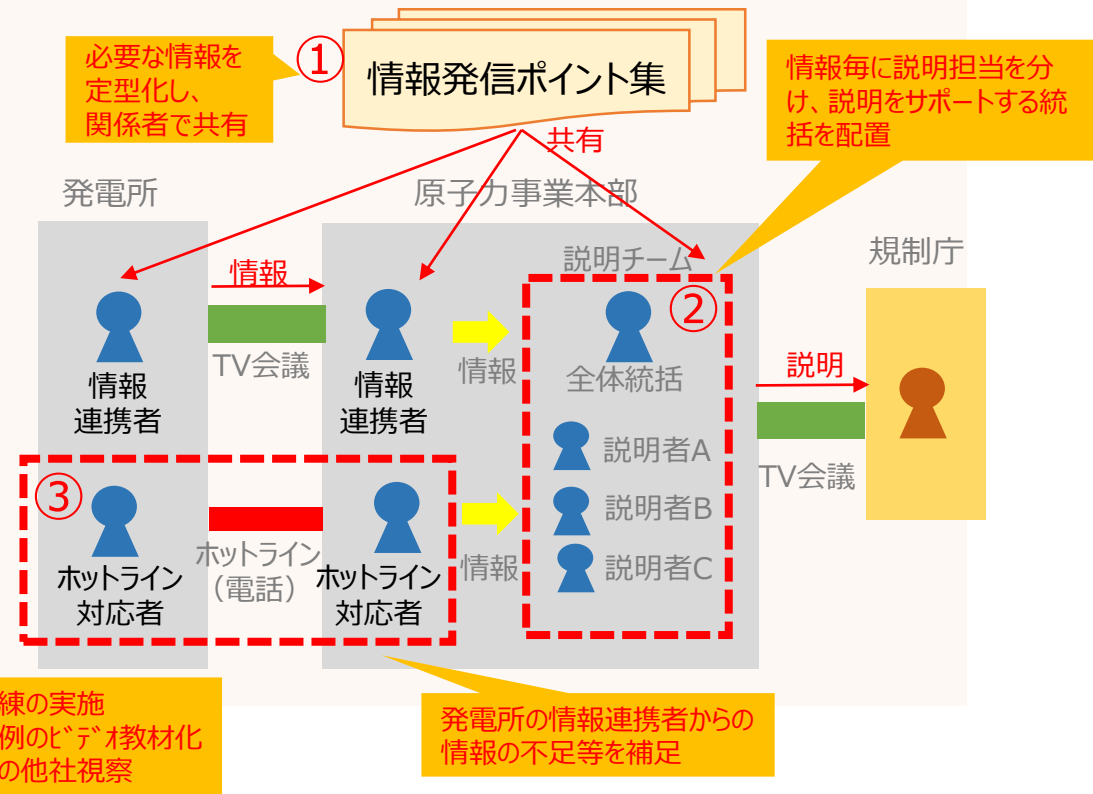 必要な情報を
定型化し、
関係者で共有
①
情報発信ポイント集
情報毎に説明担当を分
け、説明をサポートする統
括を配置
共有
発電所
原子力事業本部
規制庁
説明チーム
情報
②
TV会議
情報
連携者
情報
連携者
情報
全体統括
説明
説明者A
TV会議
③
説明者B
ホットライン
（電話）
ホットライン
対応者
ホットライン
対応者
情報
説明者C
練の実施
例のﾋﾞﾃﾞｵ教材化
の他社視察
発電所の情報連携者からの
情報の不足等を補足